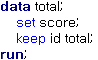 data total;
set score;
keep id total;
run;